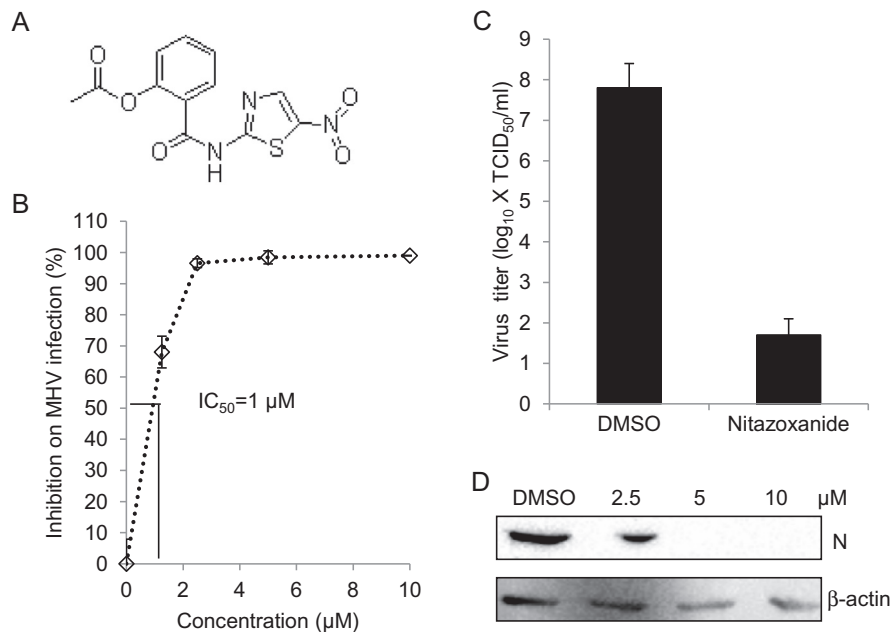 A
O
O
O
N
H
N
S
N
O
O
B
Inhibition on MHV infection (%)
110
100
90
80
70
60
50
40
30
20
10
0
IC50=1 µM
0 2 4 6 8 10
Concentration (µM)
C
Virus titer (log10 X TCID50/ml)
9
8
7
6
5
4
3
2
1
0
DMSO Nitazoxanide
D
DMSO 2.5 5 10 µM
N
β-actin